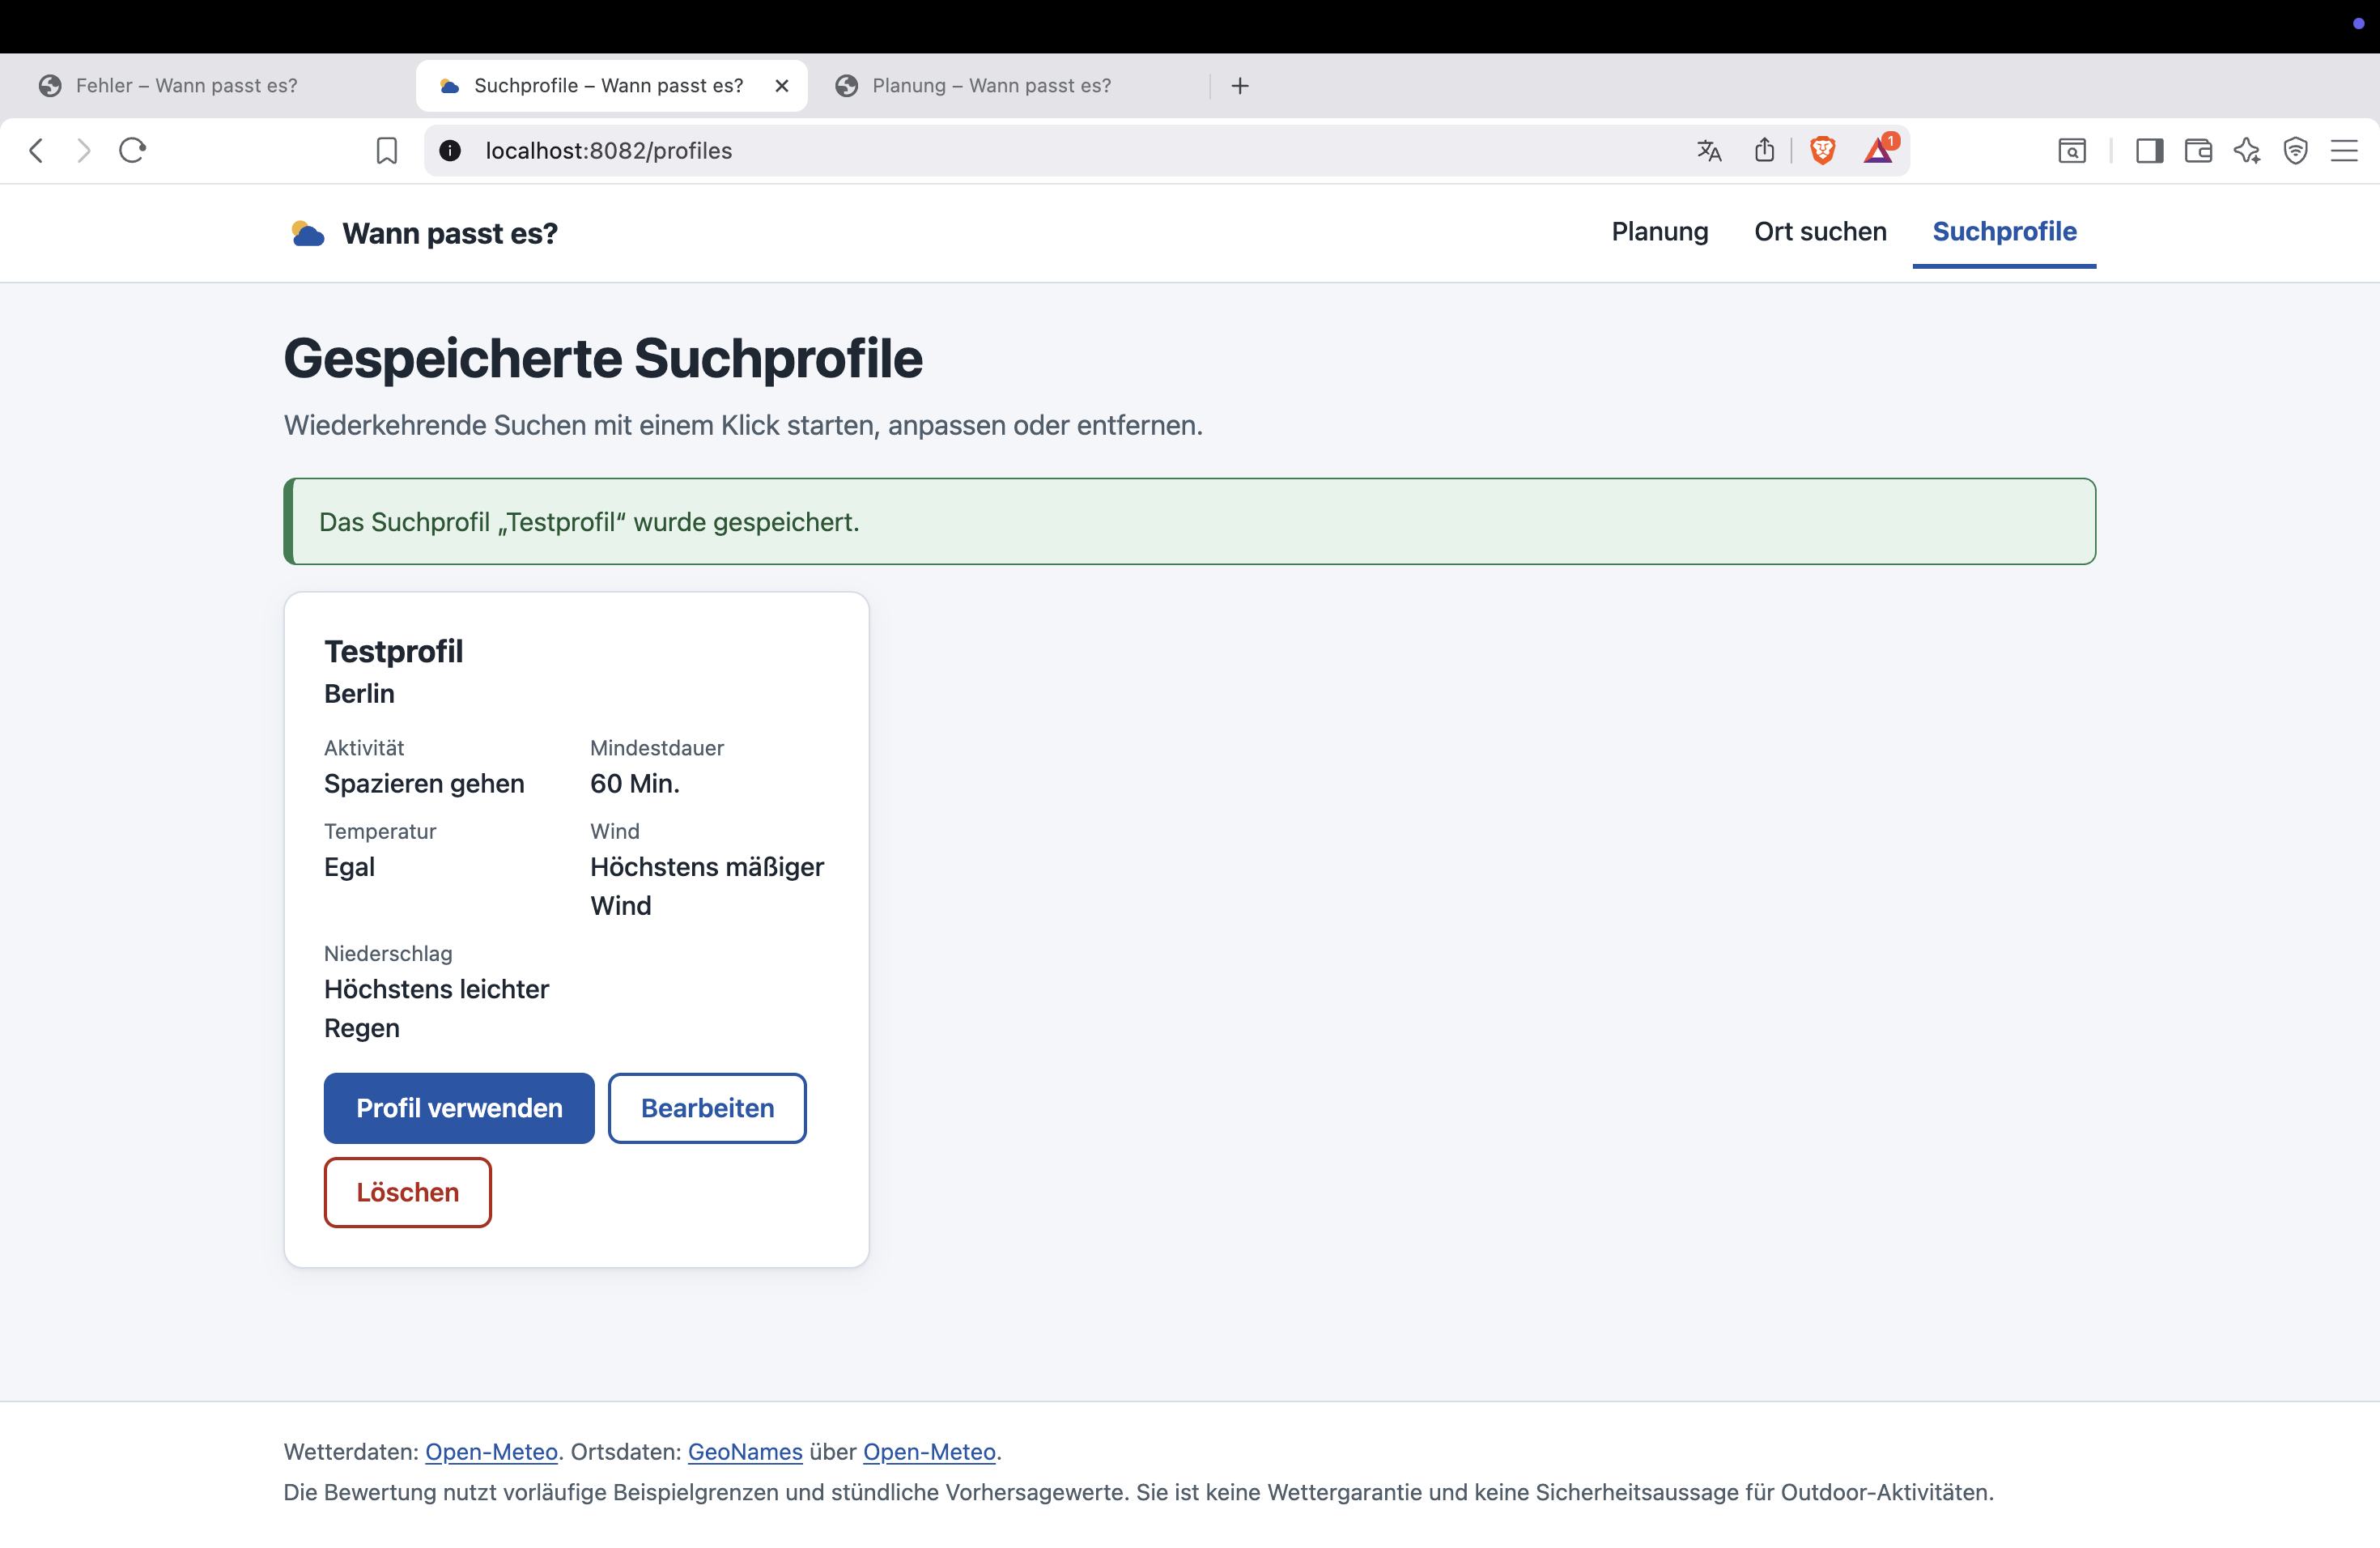 Fehler – Wann passt es?
Suchprofile – Wann passt es?
Planung – Wann passt es?
localhost:8082/profiles
1
Wann passt es?
Planung
Ort suchen
Suchprofile
Gespeicherte Suchprofile
Wiederkehrende Suchen mit einem Klick starten, anpassen oder entfernen.
Das Suchprofil „Testprofil“ wurde gespeichert.
Testprofil
Berlin
Aktivität
Spazieren gehen
Mindestdauer
60 Min.
Temperatur
Egal
Wind
Höchstens mäßiger
Wind
Niederschlag
Höchstens leichter
Regen
Profil verwenden
Bearbeiten
Löschen
Wetterdaten: Open-Meteo. Ortsdaten: GeoNames über Open-Meteo.
Die Bewertung nutzt vorläufige Beispielgrenzen und stündliche Vorhersagewerte. Sie ist keine Wettergarantie und keine Sicherheitsaussage für Outdoor-Aktivitäten.